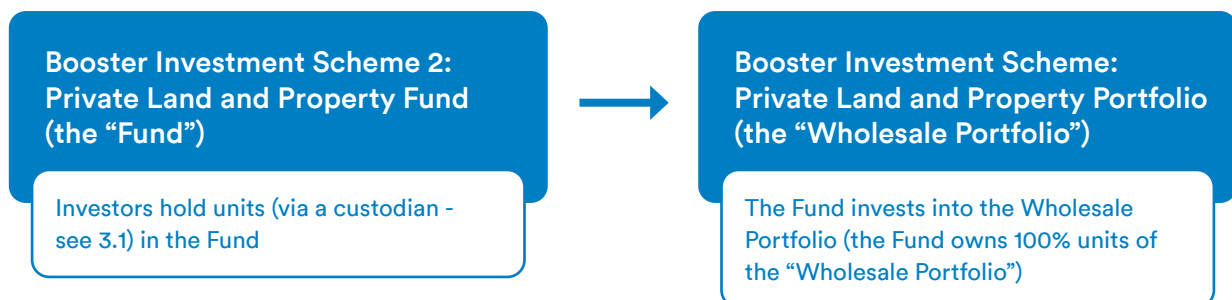 Booster Investment Scheme 2:
Private Land and Property Fund
(the “Fund”)
Investors hold units (via a custodian -
see 3.1) in the Fund
Booster Investment Scheme:
Private Land and Property Portfolio
(the “Wholesale Portfolio”)
The Fund invests into the Wholesale
Portfolio (the Fund owns 100% units of
the “Wholesale Portfolio”)